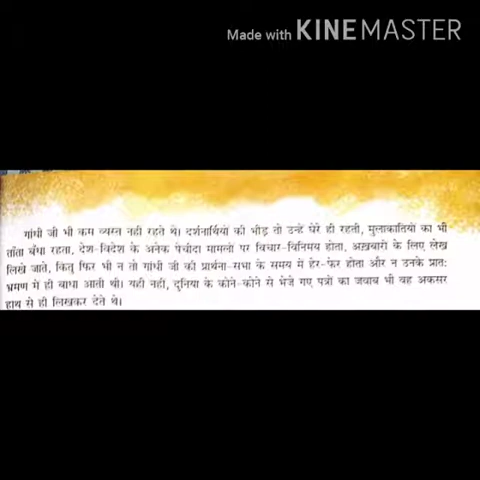 Made with KINEMASTER
गांधी जी भी कम व्यस्त नहीं रहते थे। दर्शनार्थियों की भीड़ तो उन्हें घेरे ही रहती, मुलाकातियों का भी
ताँता बँधा रहता, देश-विदेश के अनेक पेचीदा मामलों पर विचार-विनिमय होता, अख़बारों के लिए लेख
लिखे जाते, किंतु फिर भी न तो गांधी जी की प्रार्थना-सभा के समय में हेर-फेर होता और न उनके प्रातः
भ्रमण में ही बाधा आती थी। यही नहीं, दुनिया के कोने-कोने से भेजे गए पत्रों का जवाब भी वह अकसर
हाथ से ही लिखकर देते थे।